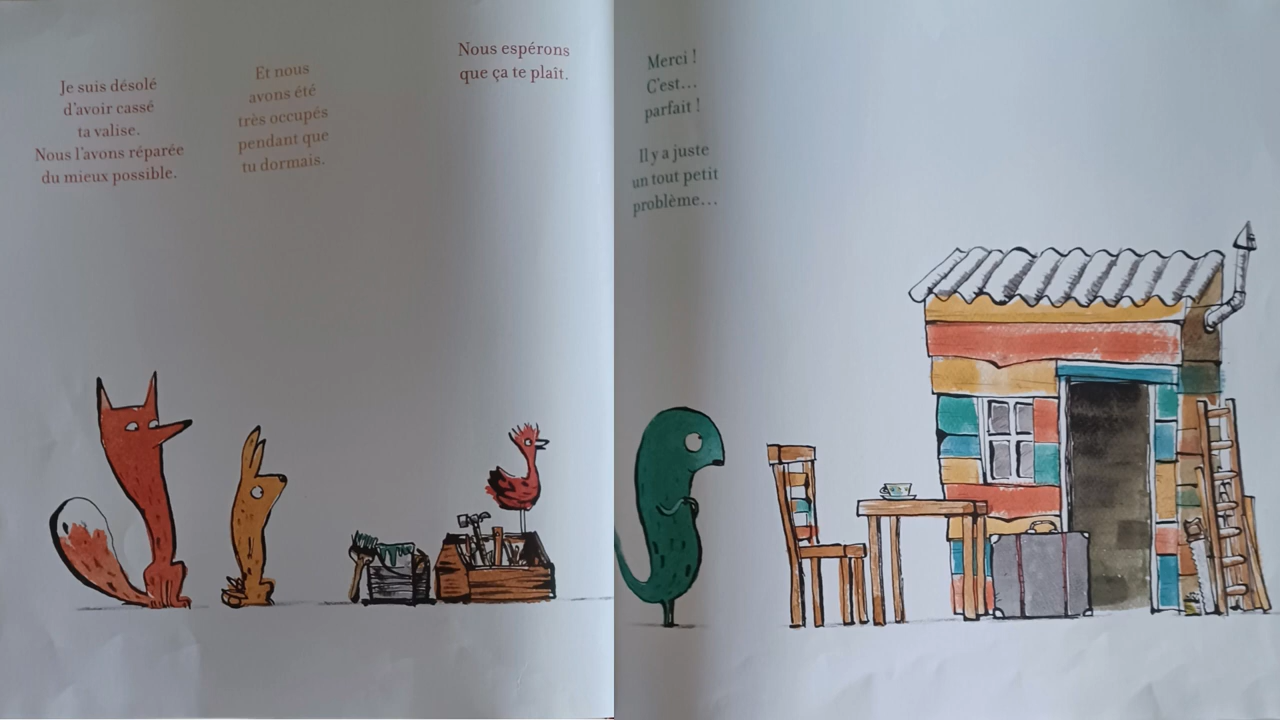 Je suis désolé
d'avoir cassé
ta valise.
Nous l'avons réparée
du mieux possible.
Et nous
avons été
très occupés
pendant que
tu dormais.
Nous espérons
que ça te plaît.
Merci !
C'est...
parfait !
Il y a juste
un tout petit
problème...